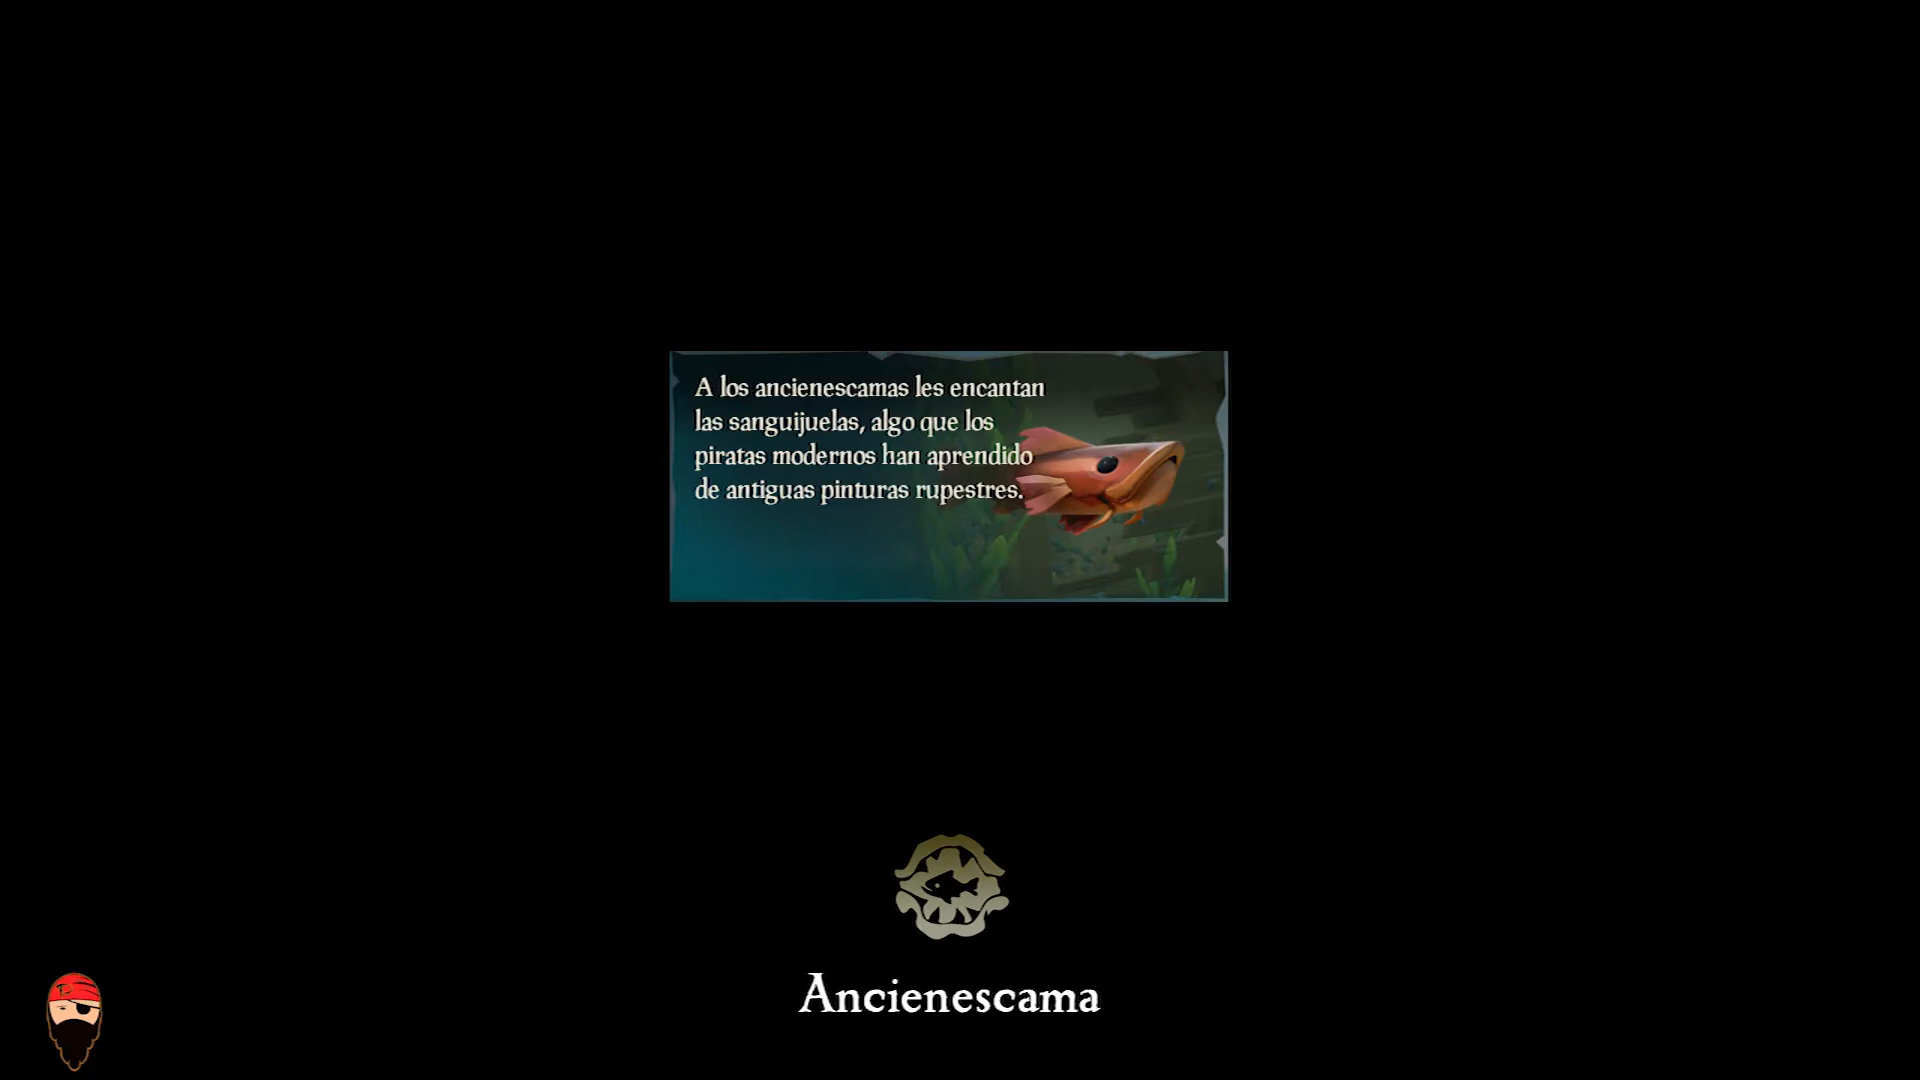 A los ancienescamas les encantan
las sanguijuelas, algo que los
piratas modernos han aprendido
de antiguas pinturas rupestres.
Ancienescama